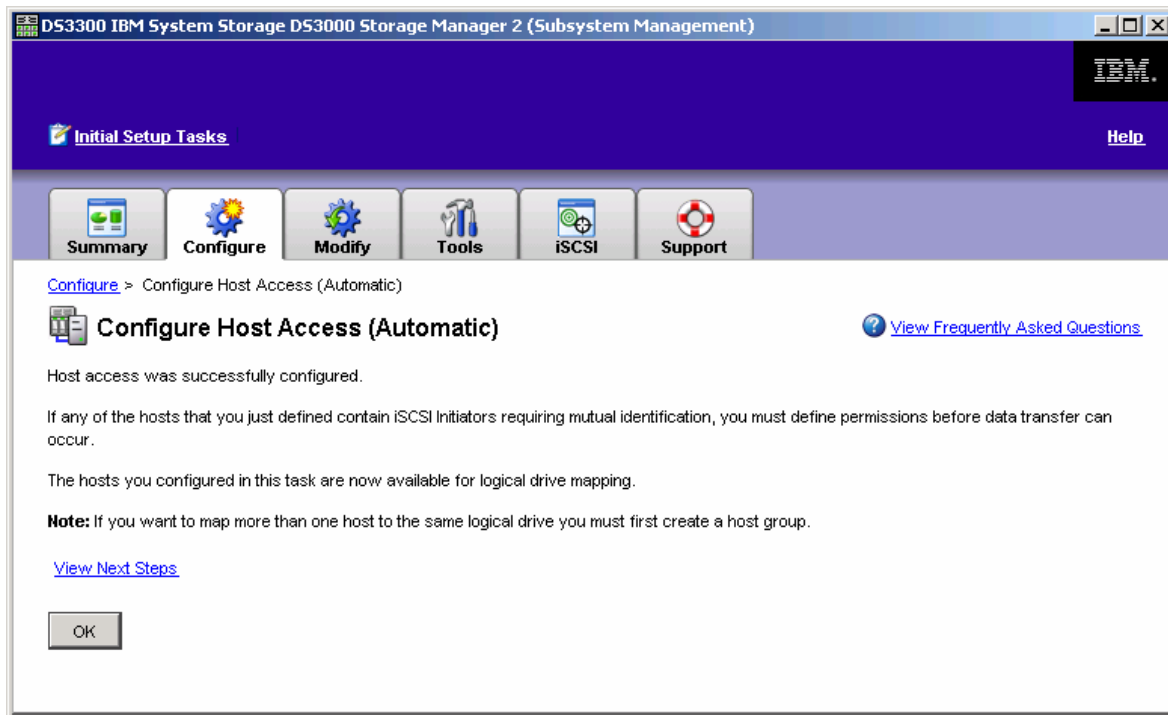 DS3300 IBM System Storage DS3000 Storage Manager 2 (Subsystem Management)
IBM.
Initial Setup Tasks
Help
Summary
Configure
Modify
Tools
iSCSI
Support
Configure > Configure Host Access (Automatic)
Configure Host Access (Automatic)
View Frequently Asked Questions
Host access was successfully configured.
If any of the hosts that you just defined contain iSCSI Initiators requiring mutual identification, you must define permissions before data transfer can
occur.
The hosts you configured in this task are now available for logical drive mapping.
Note: If you want to map more than one host to the same logical drive you must first create a host group.
View Next Steps
OK